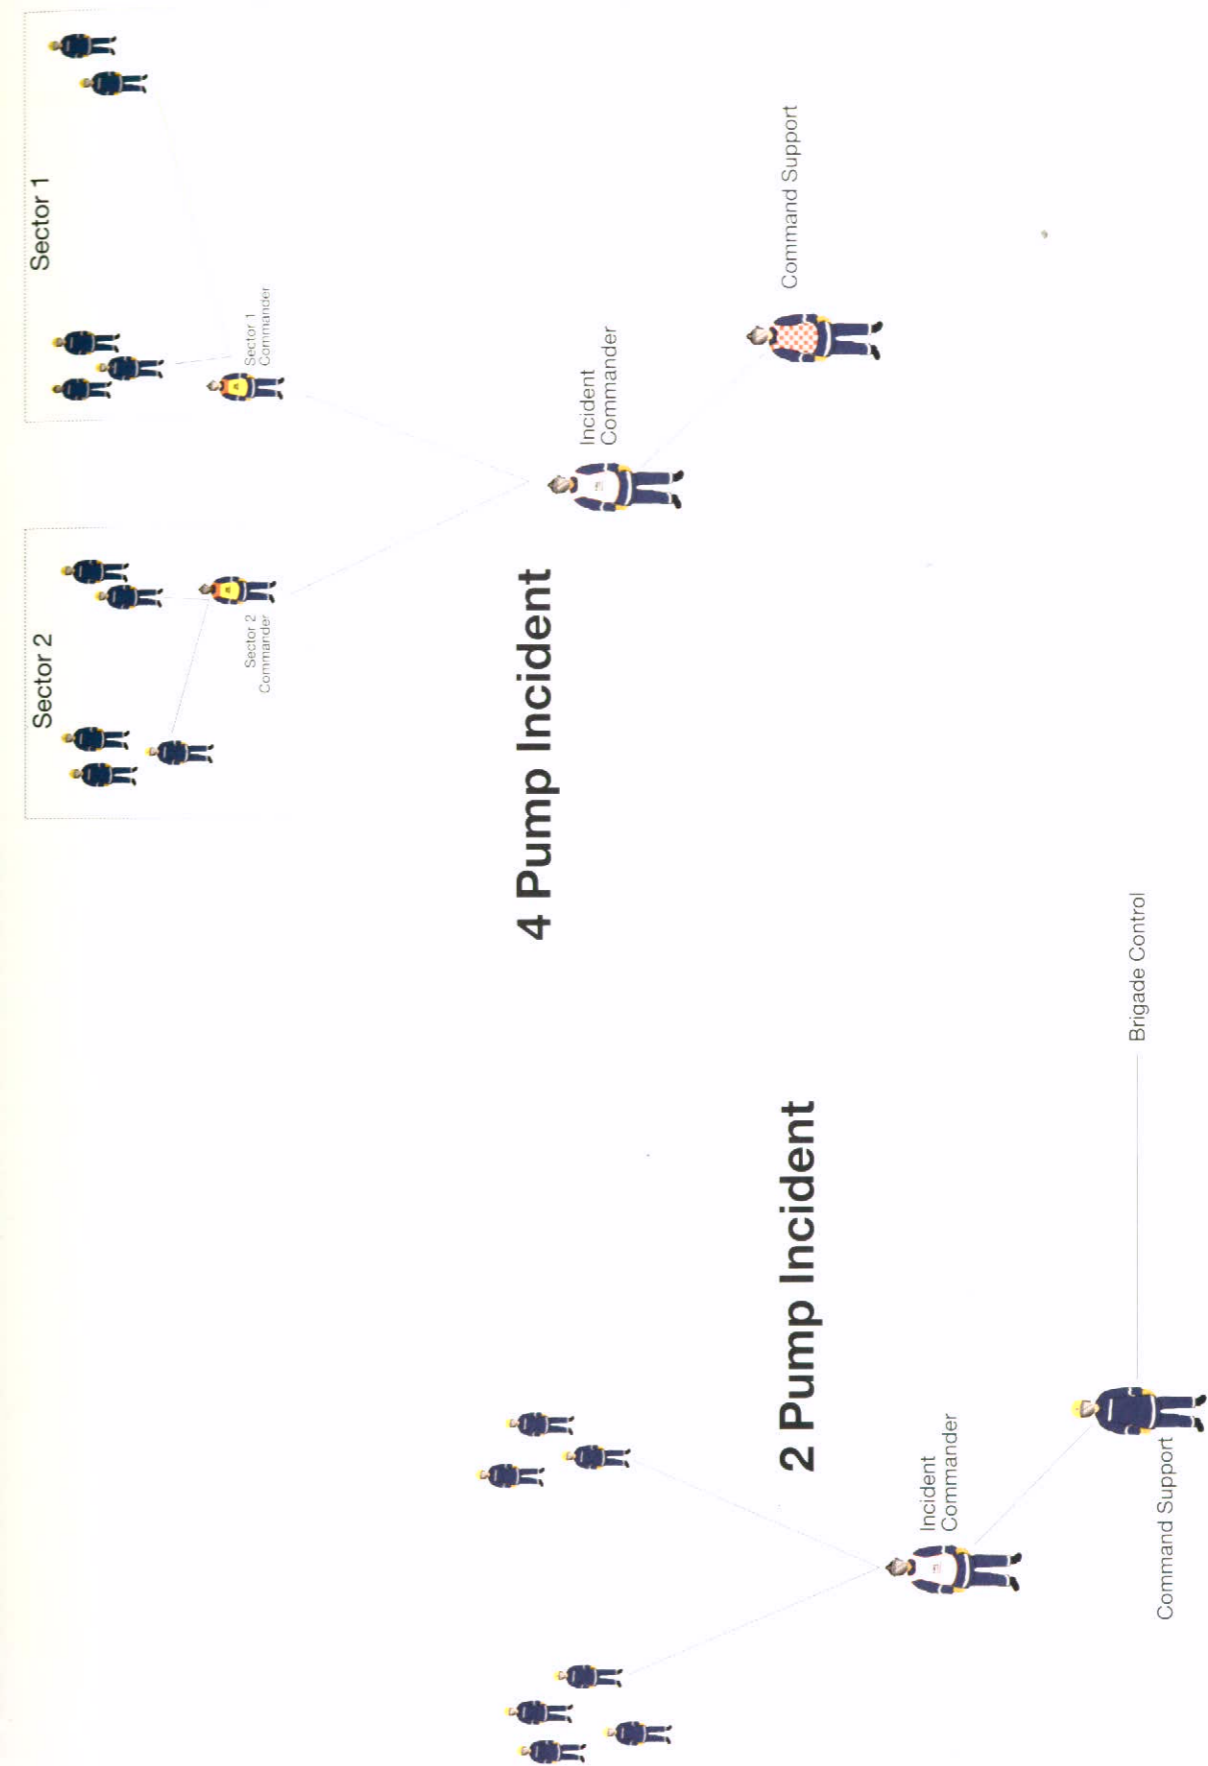 2 Pump Incident
Incident
Commander
Command Support
Brigade Control
4 Pump Incident
Sector 2
Sector 1
Sector 2
Commander
Sector 1
Commander
Incident
Commander
Command Support